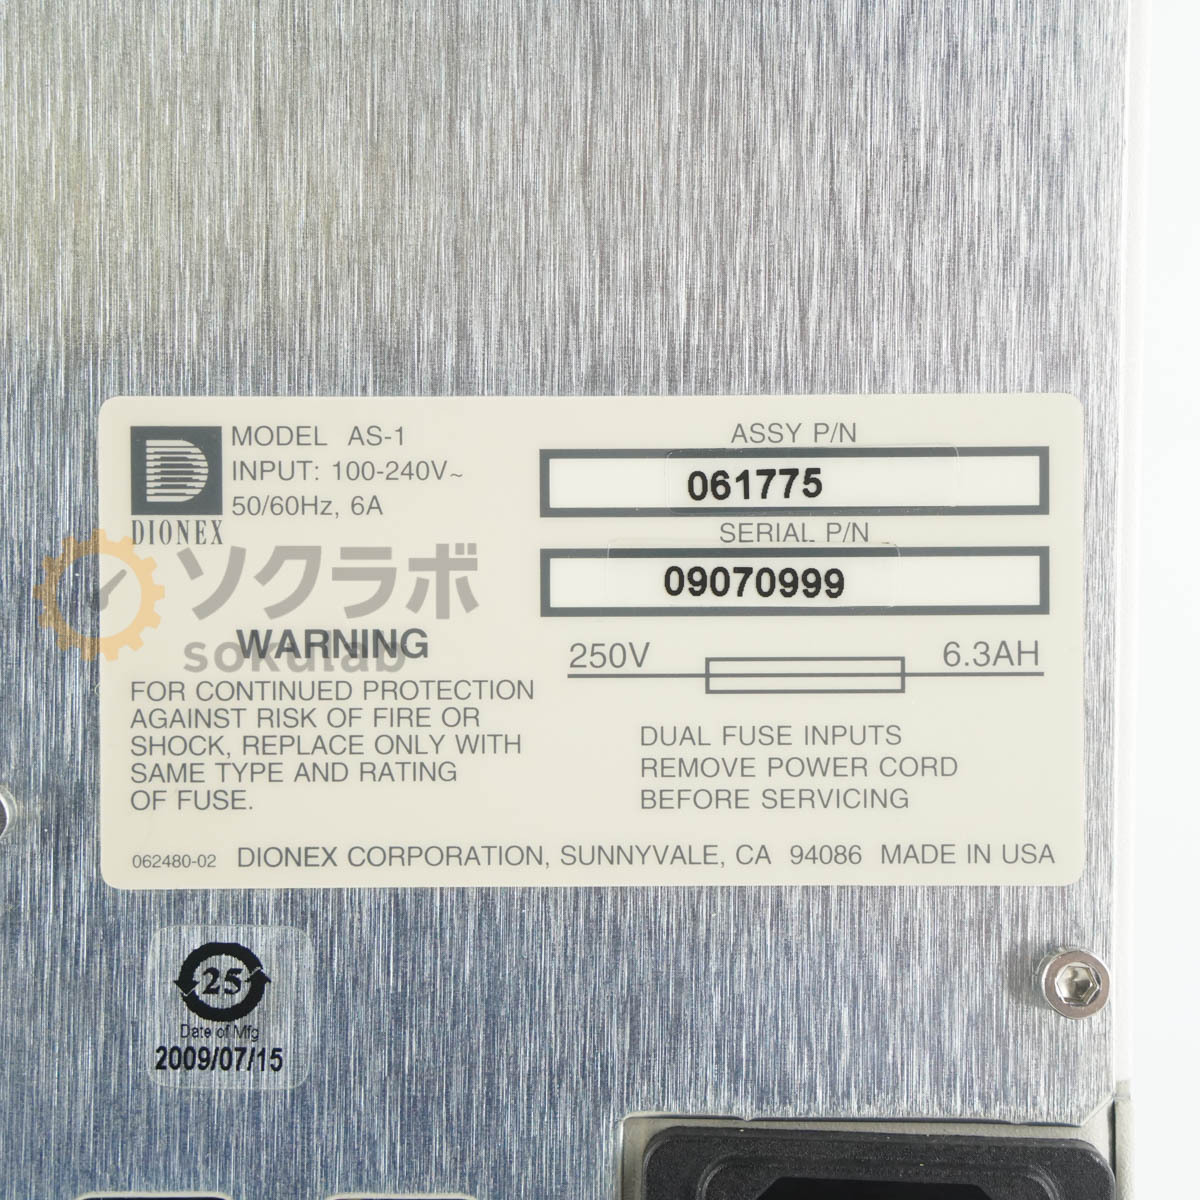 DIONEX
MODEL AS-1
INPUT: 100-240V~
50/60Hz, 6A
ASSY P/N
061775
SERIAL P/N
09070999
ソクラボ
sokulab
WARNING
FOR CONTINUED PROTECTION
AGAINST RISK OF FIRE OR
SHOCK, REPLACE ONLY WITH
SAME TYPE AND RATING
OF FUSE.
250V 6.3AH
DUAL FUSE INPUTS
REMOVE POWER CORD
BEFORE SERVICING
062480-02 DIONEX CORPORATION, SUNNYVALE, CA 94086 MADE IN USA
25
Date of Mfg
2009/07/15